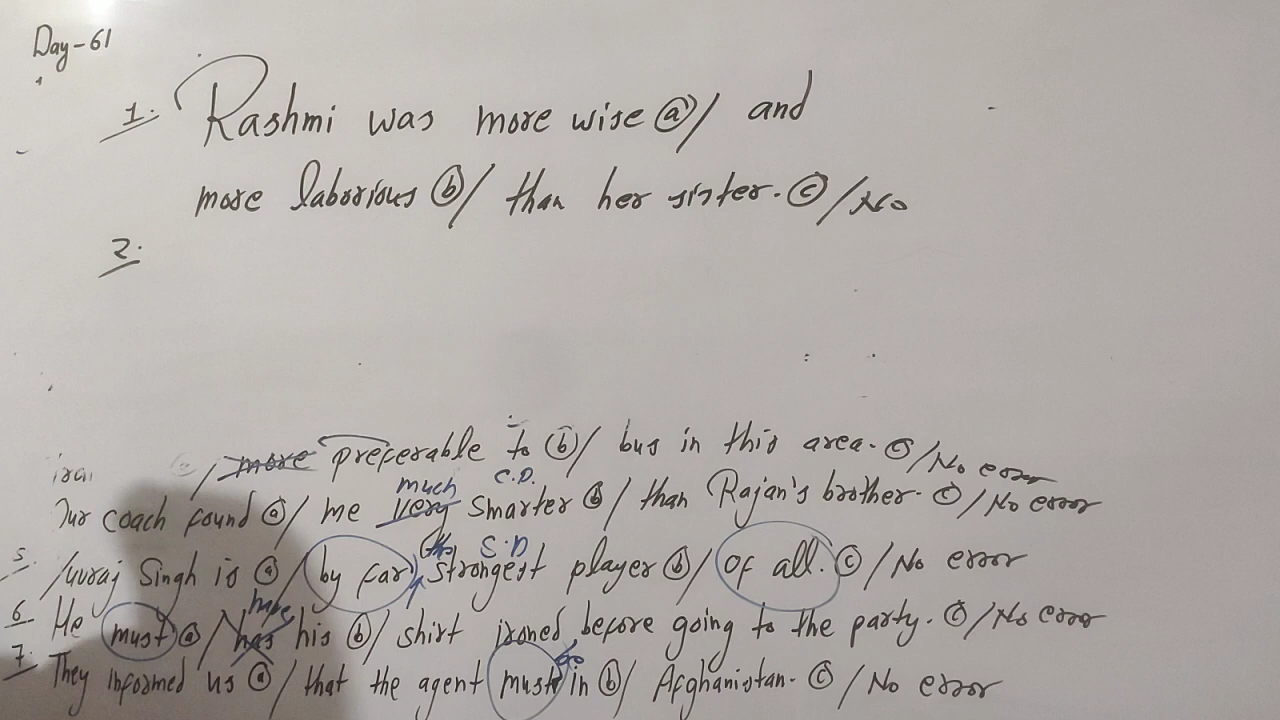 Day-61
1. Rashmi was more wise ⓐ/ and
more laborious ⓑ/ than her sister. ⓒ/No
2.
/ more preferable to ⓑ/ bus in this area. ⓒ/No error
much C.D.
Our coach found ⓐ/ me very smarter ⓑ/ than Rajan's brother. ⓒ/No error
the S.D
5. Yuvraj Singh is ⓐ/ by far strongest player ⓑ/ of all. ⓒ/No error
have
6. He must ⓐ/ has his ⓑ/ shirt ironed before going to the party. ⓒ/No error
be
7. They informed us ⓐ/ that the agent must in ⓑ/ Afghanistan. ⓒ/No error